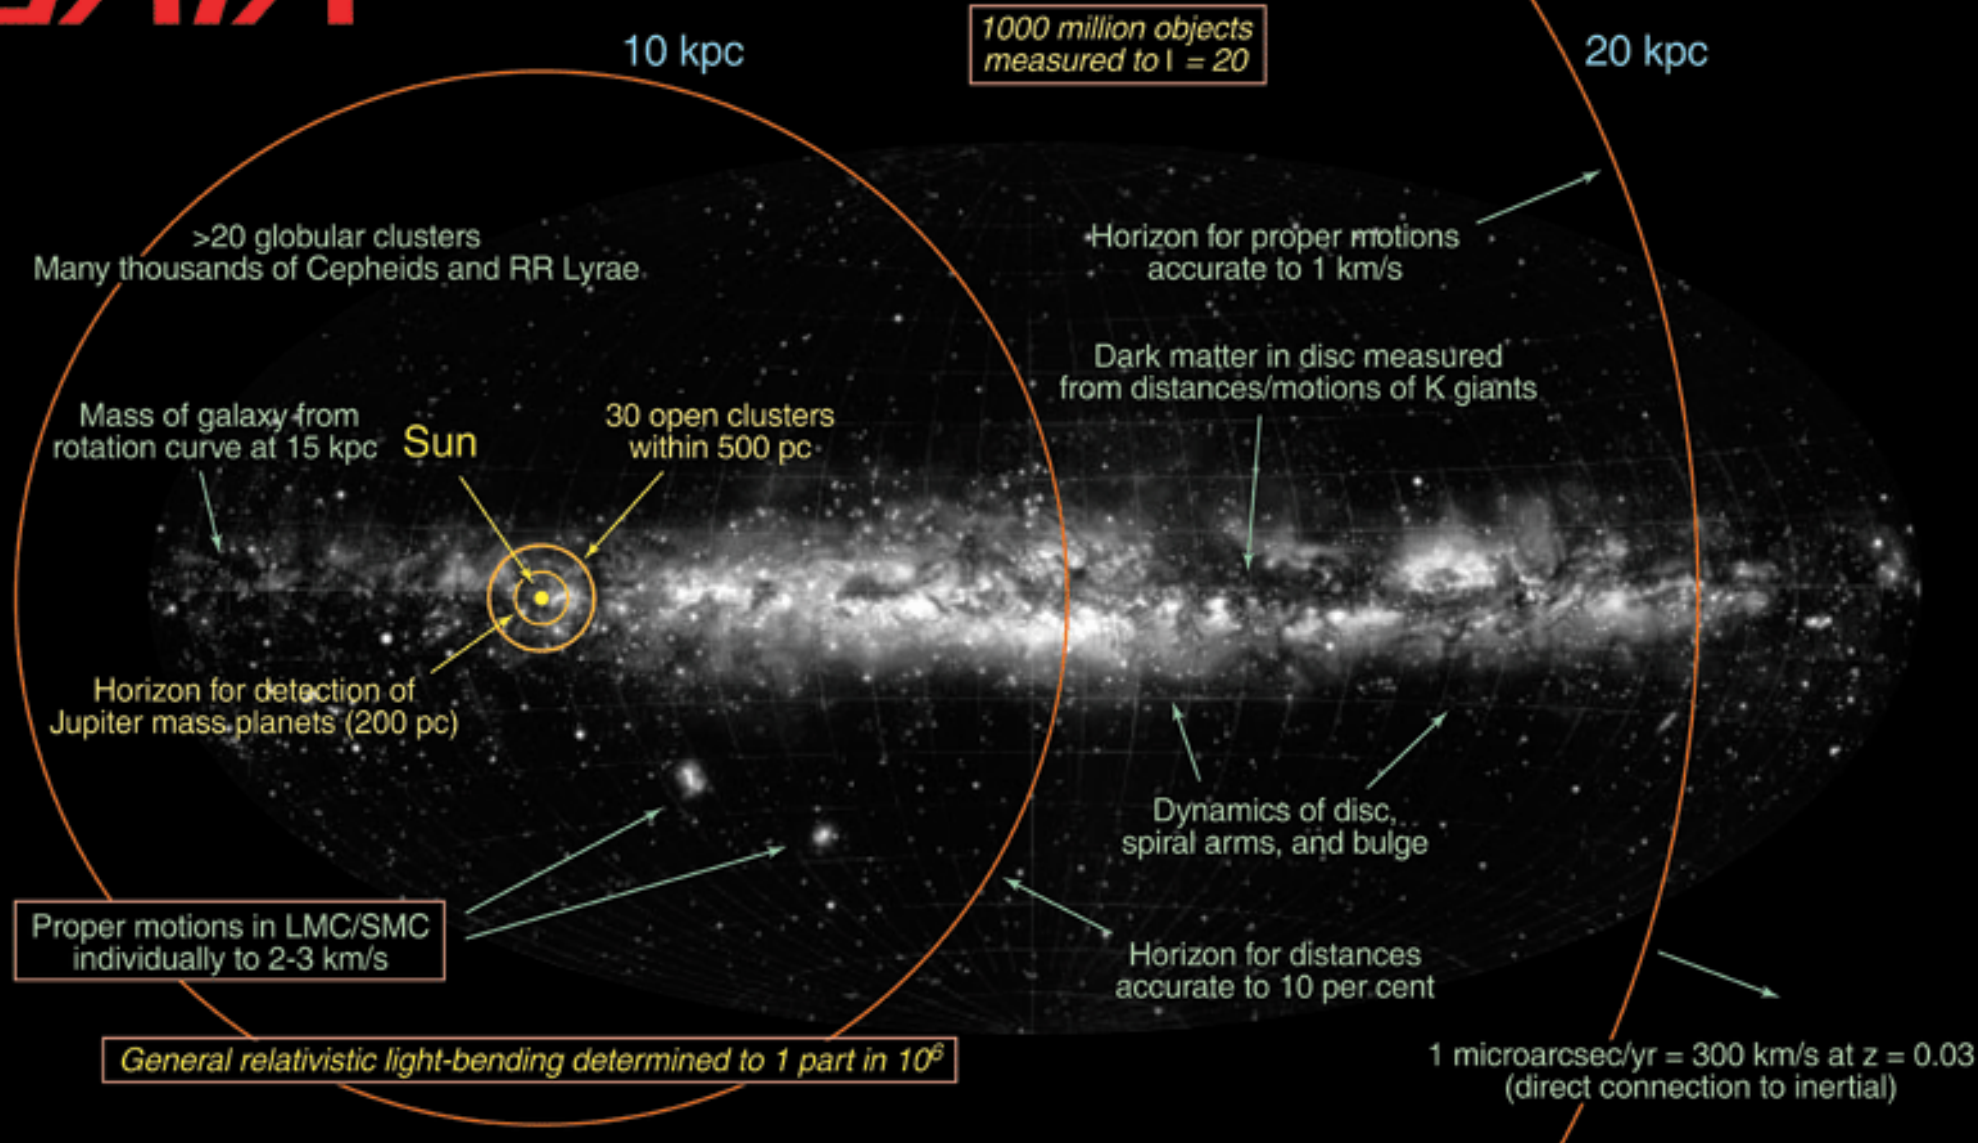 10 kpc
1000 million objects
measured to I = 20
20 kpc
>20 globular clusters
Many thousands of Cepheids and RR Lyrae
Horizon for proper motions
accurate to 1 km/s
Dark matter in disc measured
from distances/motions of K giants
Mass of galaxy from
rotation curve at 15 kpc
Sun
30 open clusters
within 500 pc
Horizon for detection of
Jupiter mass planets (200 pc)
Dynamics of disc,
spiral arms, and bulge
Proper motions in LMC/SMC
individually to 2-3 km/s
Horizon for distances
accurate to 10 per cent
General relativistic light-bending determined to 1 part in 10⁶
1 microarcsec/yr = 300 km/s at z = 0.03
(direct connection to inertial)